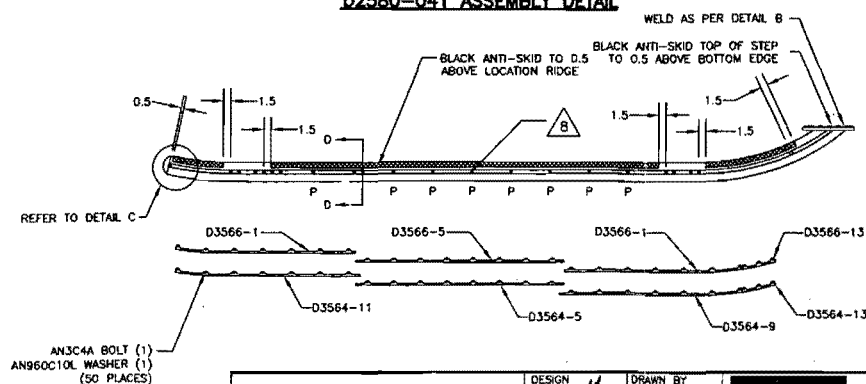 D2580-041 ASSEMBLY DETAIL
WELD AS PER DETAIL B
BLACK ANTI-SKID TO 0.5
ABOVE LOCATION RIDGE
BLACK ANTI-SKID TOP OF STEP
TO 0.5 ABOVE BOTTOM EDGE
0.5
1.5
1.5
1.5
1.5
1.5
D
D
8
P P P P P P P P P
REFER TO DETAIL C
D3566-1
D3566-5
D3566-1
D3566-13
D3564-11
D3564-5
D3564-9
D3564-13
AN3C4A BOLT (1)
AN960C10L WASHER (1)
(50 PLACES)
DESIGN
DRAWN BY